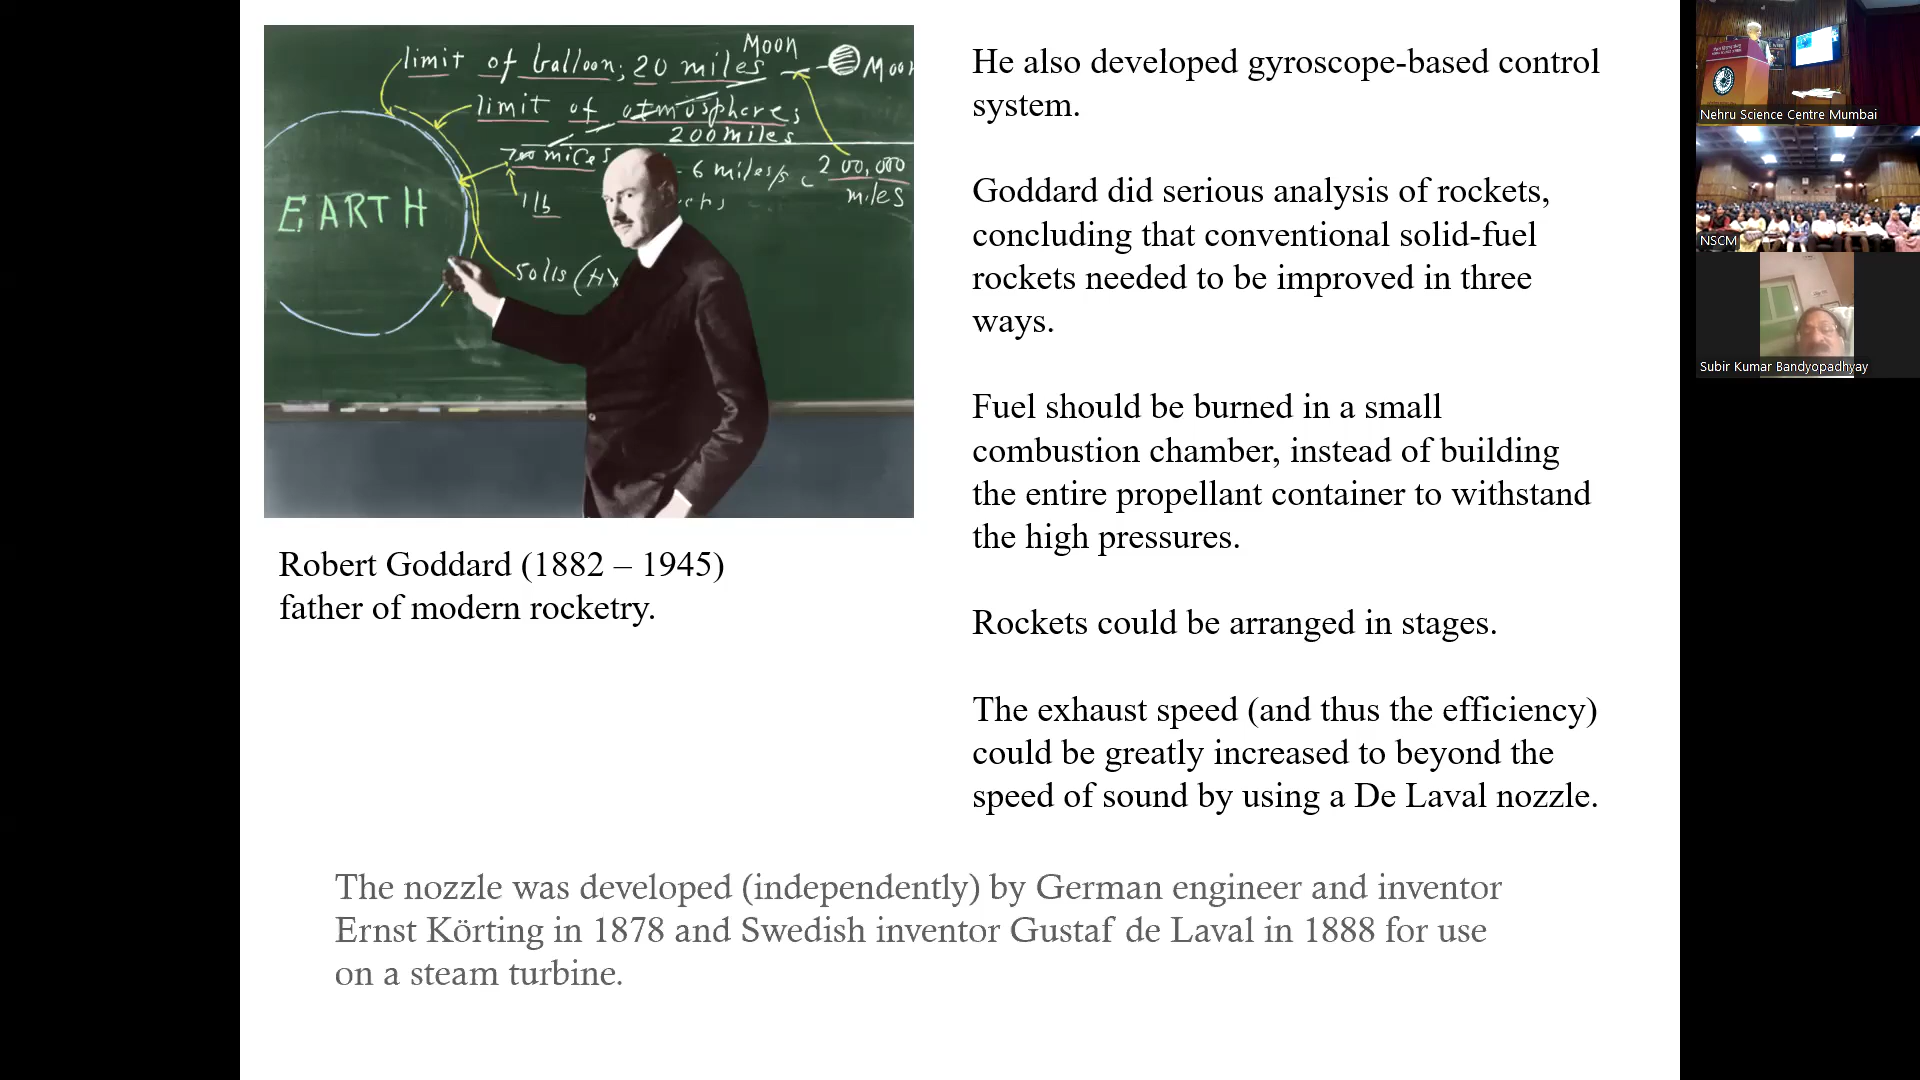 limit of balloon; 20 miles
Moon
Moon
limit of atmosphere;
200 miles
700 miles
6 miles/s
200,000
miles
1 lb
EARTH
50 lbs (H
Robert Goddard (1882 – 1945)
father of modern rocketry.
He also developed gyroscope-based control
system.
Goddard did serious analysis of rockets,
concluding that conventional solid-fuel
rockets needed to be improved in three
ways.
Fuel should be burned in a small
combustion chamber, instead of building
the entire propellant container to withstand
the high pressures.
Rockets could be arranged in stages.
The exhaust speed (and thus the efficiency)
could be greatly increased to beyond the
speed of sound by using a De Laval nozzle.
The nozzle was developed (independently) by German engineer and inventor
Ernst Körting in 1878 and Swedish inventor Gustaf de Laval in 1888 for use
on a steam turbine.
Nehru Science Centre Mumbai
NSCM
Subir Kumar Bandyopadhyay